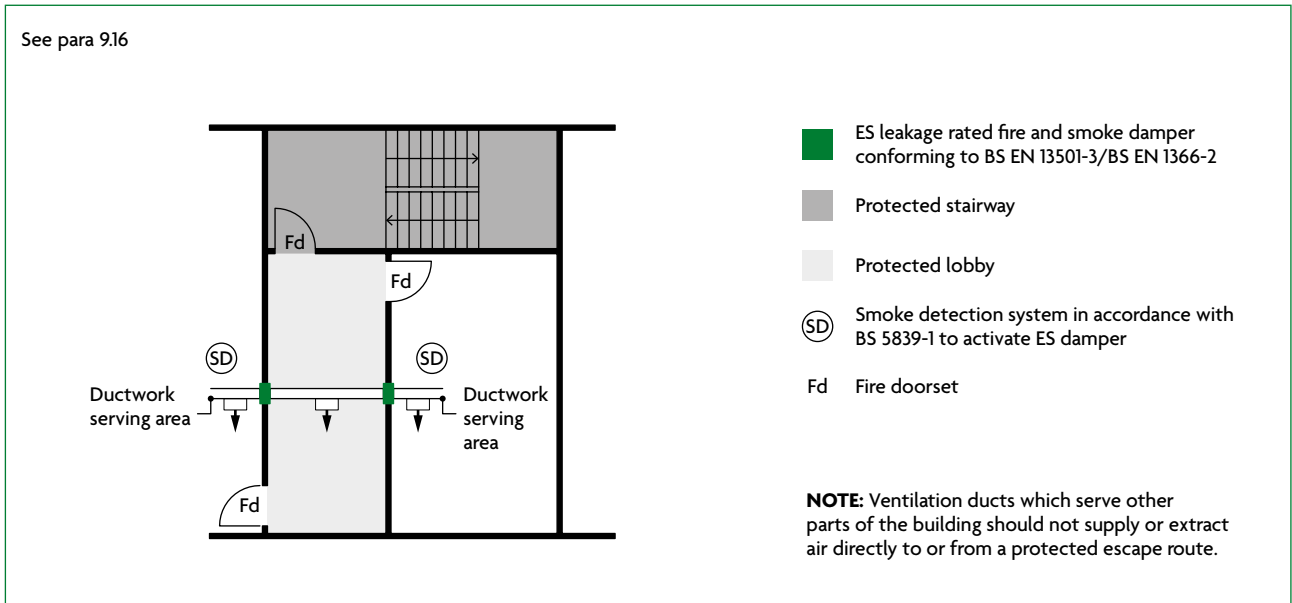 See para 9.16
Fd
Fd
SD
SD
Ductwork
serving area
Ductwork
serving
area
Fd
ES leakage rated fire and smoke damper
conforming to BS EN 13501-3/BS EN 1366-2
Protected stairway
Protected lobby
SD
Smoke detection system in accordance with
BS 5839-1 to activate ES damper
Fd
Fire doorset
NOTE: Ventilation ducts which serve other
parts of the building should not supply or extract
air directly to or from a protected escape route.